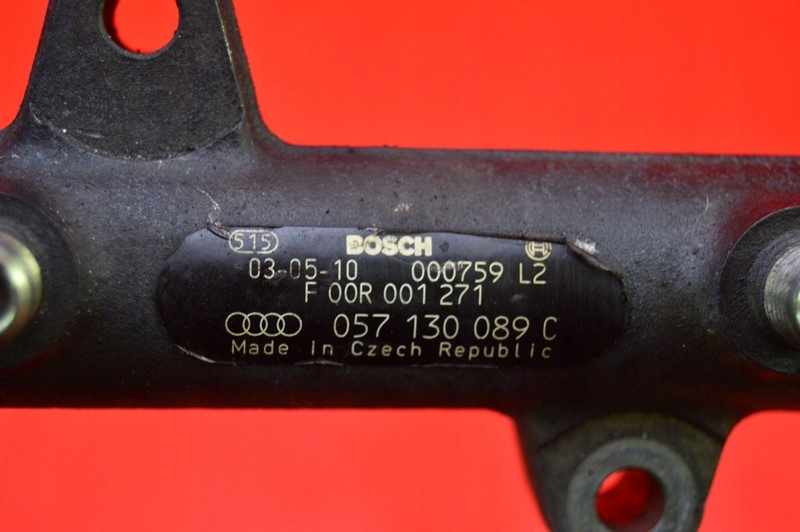 515 BOSCH
03-05-10 000759 L2
F 00R 001 271
057 130 089 C
Made in Czech Republic